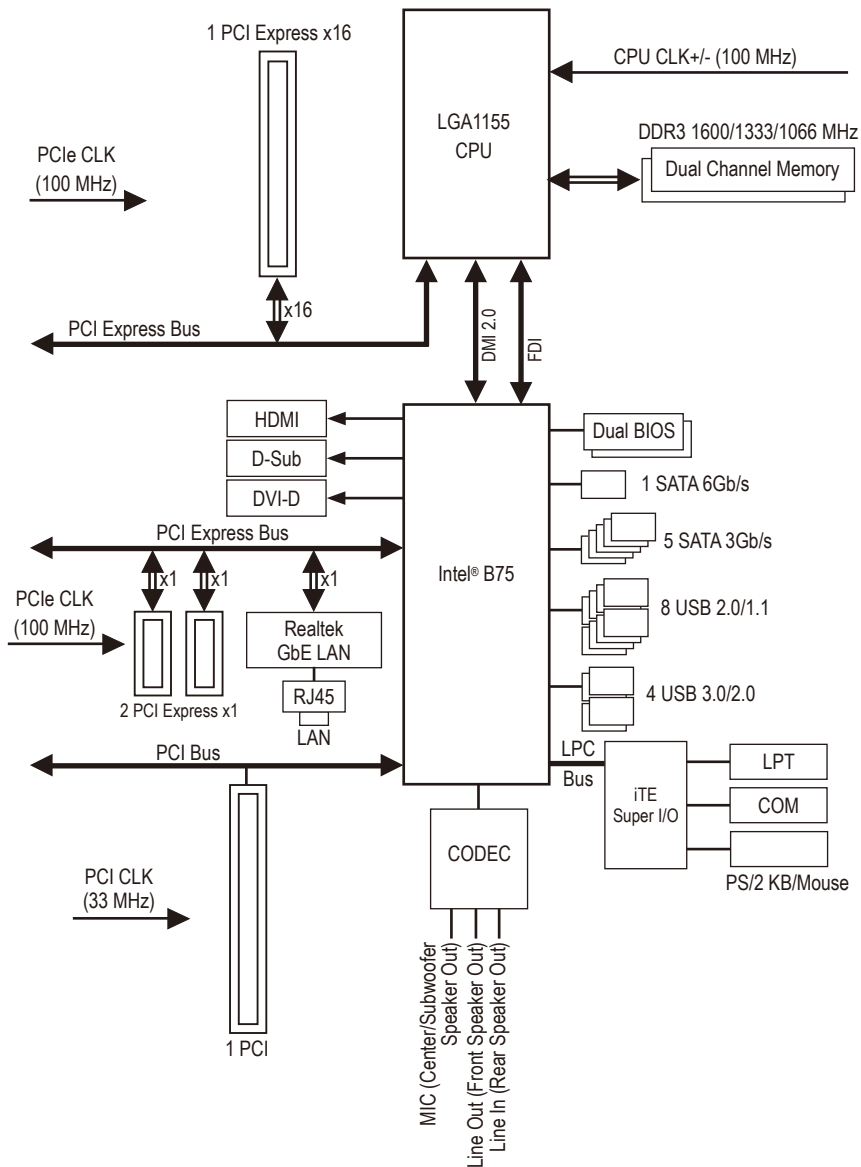 1 PCI Express x16
CPU CLK+/- (100 MHz)
LGA1155
CPU
DDR3 1600/1333/1066 MHz
Dual Channel Memory
PCIe CLK
(100 MHz)
x16
PCI Express Bus
DMI 2.0
FDI
HDMI
D-Sub
DVI-D
Dual BIOS
1 SATA 6Gb/s
PCI Express Bus
5 SATA 3Gb/s
Intel® B75
x1
x1
x1
PCIe CLK
(100 MHz)
8 USB 2.0/1.1
Realtek
GbE LAN
RJ45
LAN
2 PCI Express x1
4 USB 3.0/2.0
PCI Bus
LPC
Bus
iTE
Super I/O
LPT
COM
PS/2 KB/Mouse
CODEC
PCI CLK
(33 MHz)
1 PCI
MIC (Center/Subwoofer
Speaker Out)
Line Out (Front Speaker Out)
Line In (Rear Speaker Out)